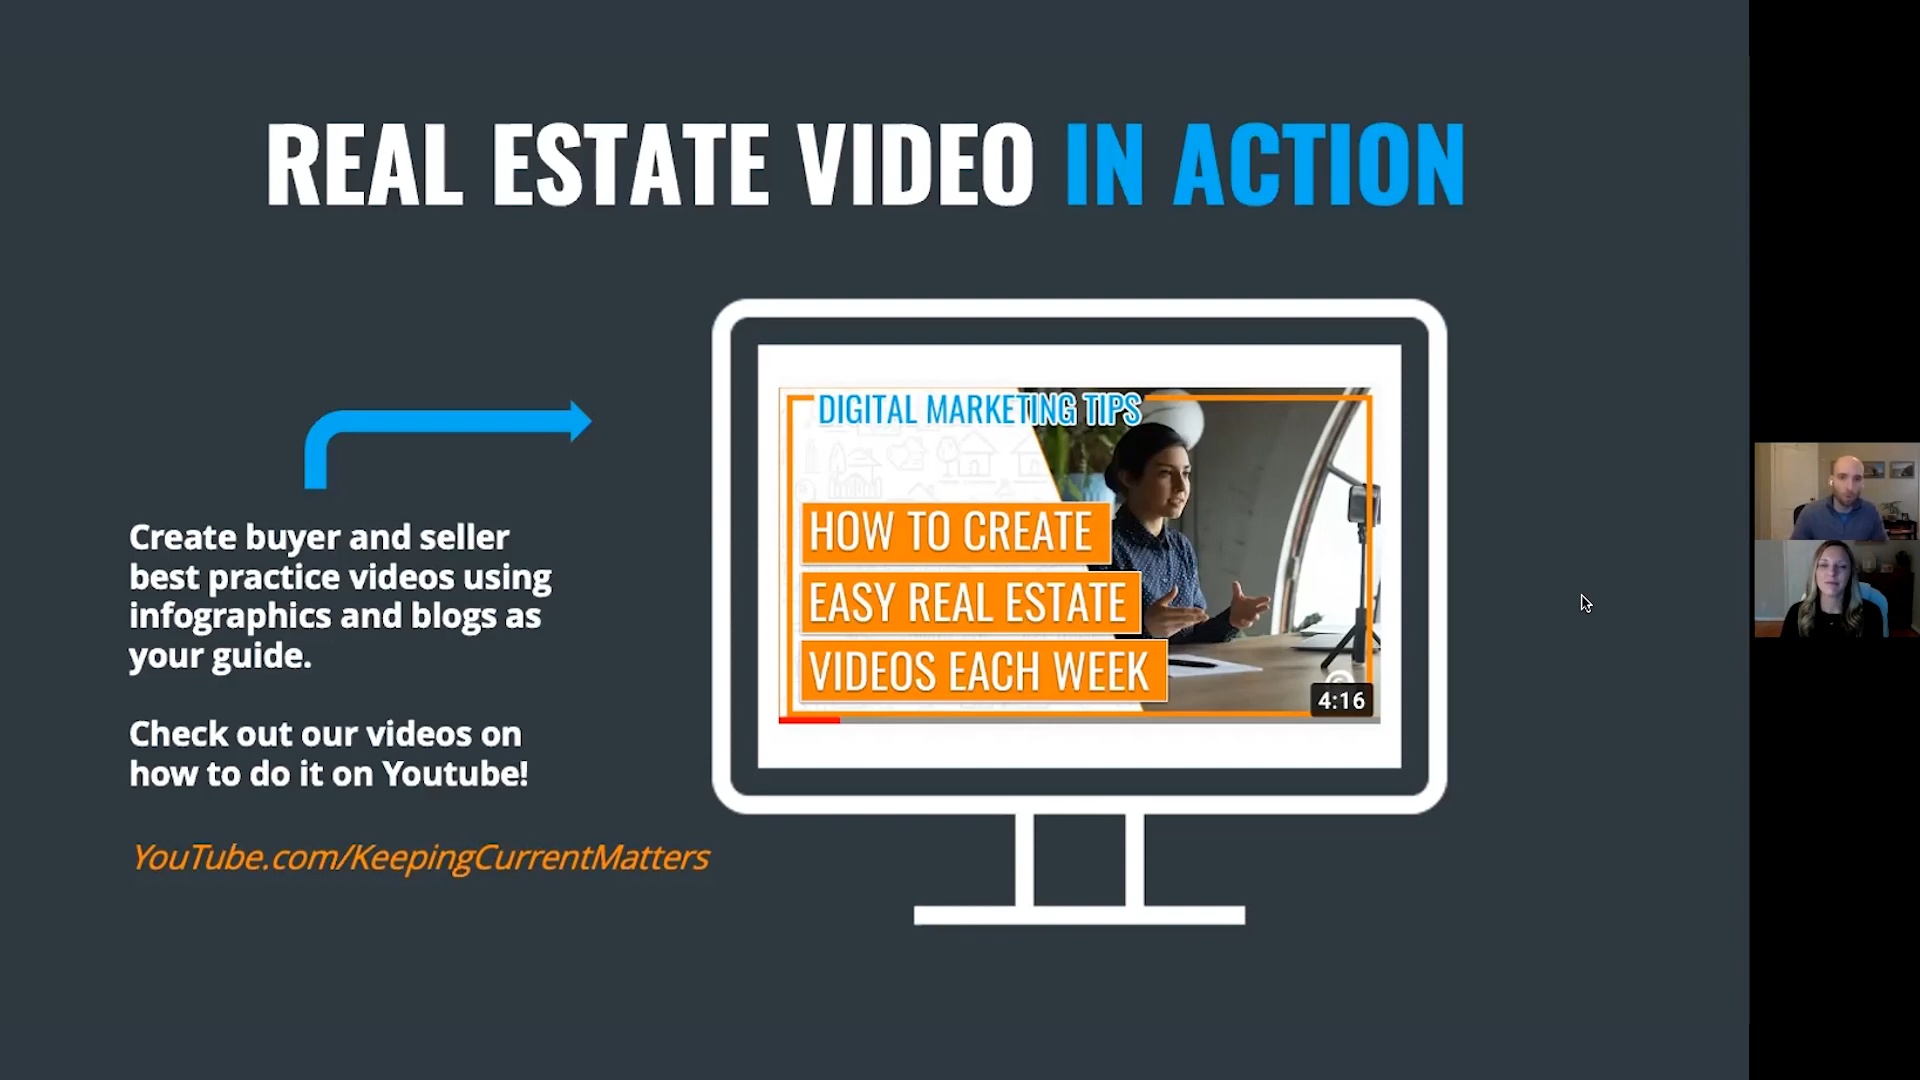 REAL ESTATE VIDEO IN ACTION
DIGITAL MARKETING TIPS
HOW TO CREATE
EASY REAL ESTATE
VIDEOS EACH WEEK
4:16
Create buyer and seller
best practice videos using
infographics and blogs as
your guide.
Check out our videos on
how to do it on Youtube!
YouTube.com/KeepingCurrentMatters